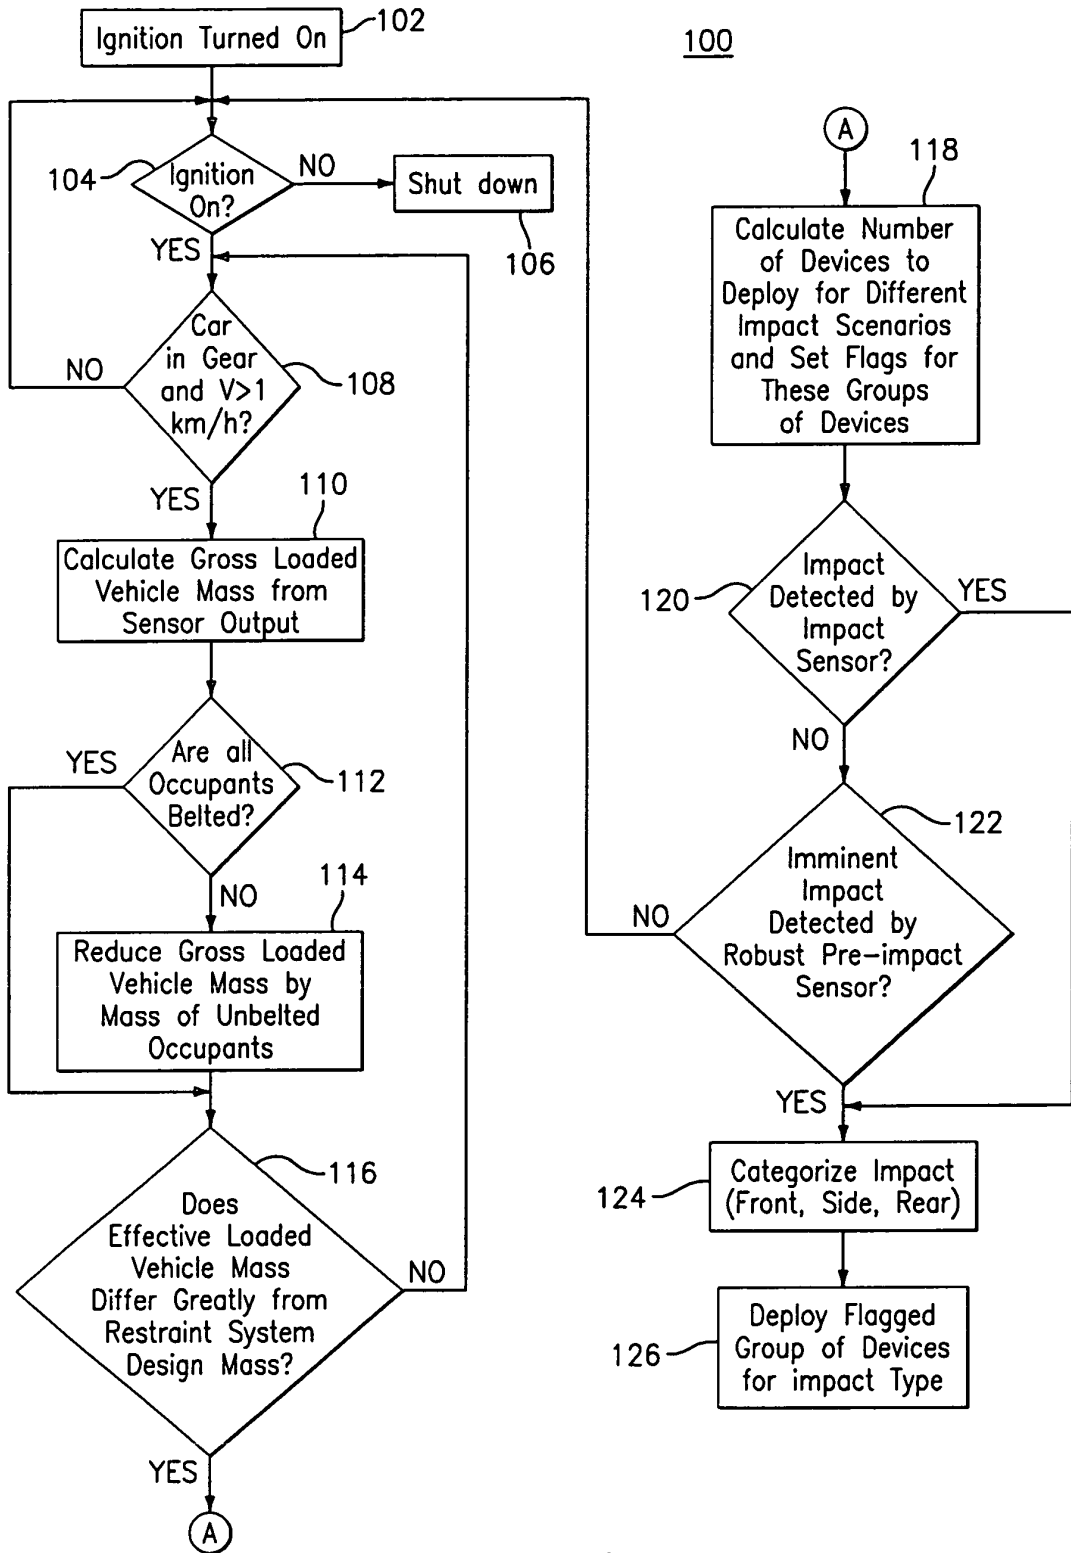 Ignition Turned On
102
100
104
Ignition
On?
NO
Shut down
106
YES
Car
in Gear
and V>1
km/h?
NO
108
YES
110
Calculate Gross Loaded
Vehicle Mass from
Sensor Output
YES
Are all
Occupants
Belted?
112
NO
114
Reduce Gross Loaded
Vehicle Mass by
Mass of Unbelted
Occupants
116
Does
Effective Loaded
Vehicle Mass
Differ Greatly from
Restraint System
Design Mass?
NO
YES
A
A
118
Calculate Number
of Devices to
Deploy for Different
Impact Scenarios
and Set Flags for
These Groups
of Devices
120
Impact
Detected by
Impact
Sensor?
YES
NO
122
Imminent
Impact
Detected by
Robust Pre-impact
Sensor?
NO
YES
124
Categorize Impact
(Front, Side, Rear)
126
Deploy Flagged
Group of Devices
for impact Type